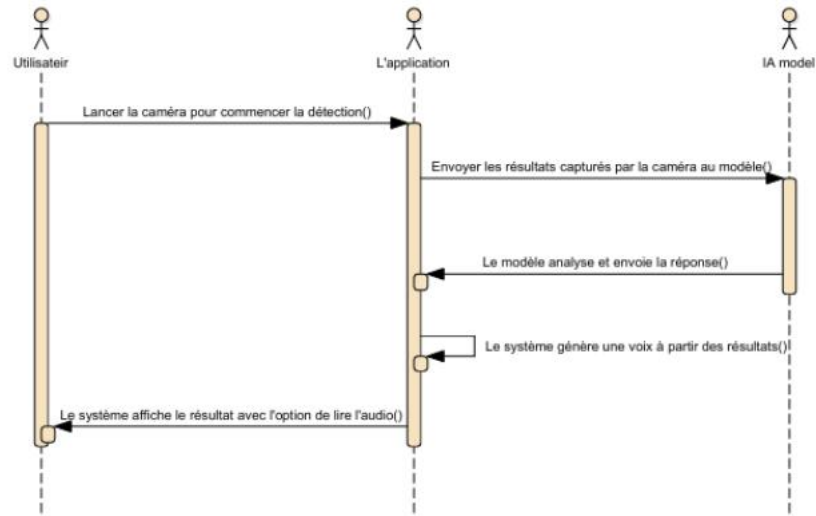 Utilisateir
L'application
IA model
Lancer la caméra pour commencer la détection()
Envoyer les résultats capturés par la caméra au modèle()
Le modèle analyse et envoie la réponse()
Le système génère une voix à partir des résultats()
Le système affiche le résultat avec l'option de lire l'audio()